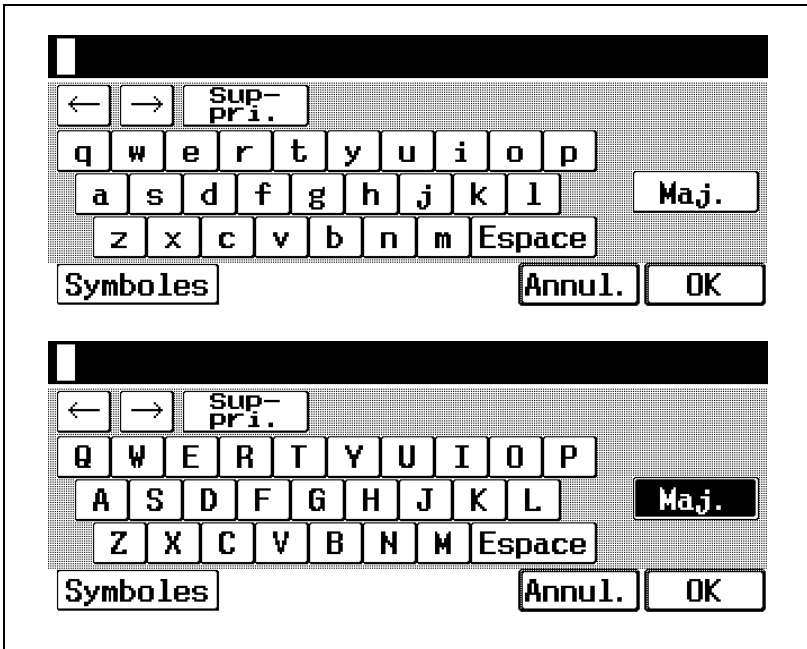 ← → Sup-
pri.
q w e r t y u i o p
a s d f g h j k l Maj.
z x c v b n m Espace
Symboles Annul. OK
← → Sup-
pri.
Q W E R T Y U I O P
A S D F G H J K L Maj.
Z X C V B N M Espace
Symboles Annul. OK